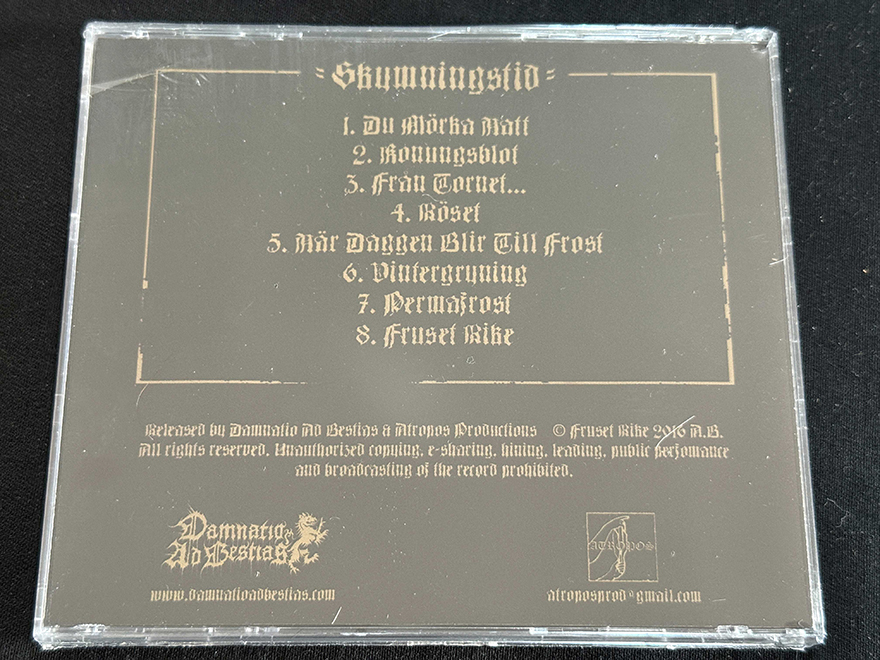 Skymningstid
1. Du Mörka Natt
2. Konungsblot
3. Från Tornet...
4. Röset
5. När Daggen Blir Till Frost
6. Vintergryning
7. Permafrost
8. Fruset Rike
Released by Damnatio Ad Bestias & Atropos Productions © Fruset Rike 2016 A.B.
All rights reserved. Unauthorized copying, e-sharing, hining, leading, public perfomance
and broadcasting of the record prohibited.
Damnatio
Ad Bestias
ATROPOS
www.damnatioadbestias.com
atroposprod@gmail.com